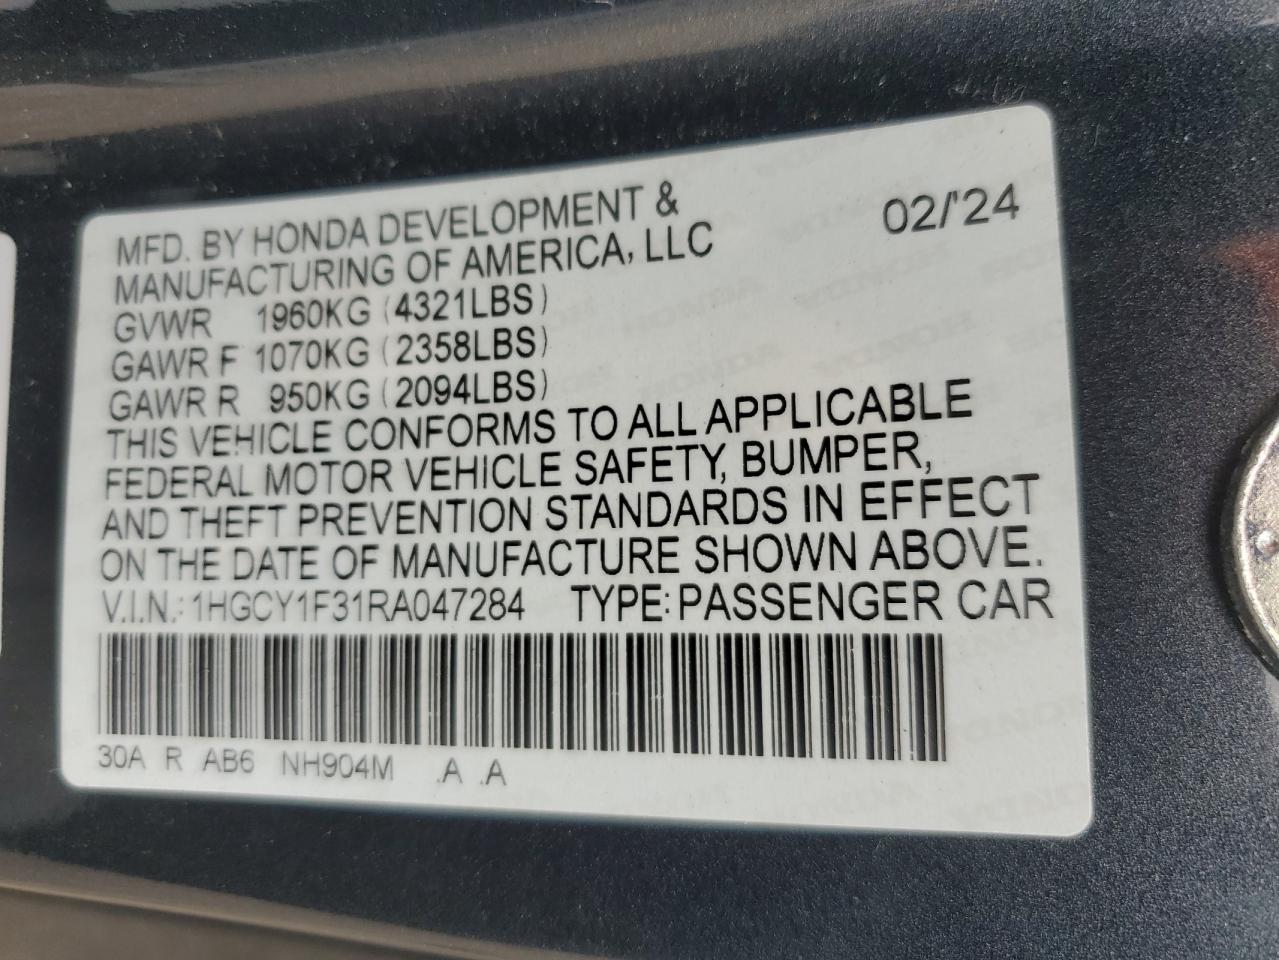 MFD. BY HONDA DEVELOPMENT &
MANUFACTURING OF AMERICA, LLC
02/'24
GVWR 1960KG (4321LBS)
GAWR F 1070KG (2358LBS)
GAWR R 950KG (2094LBS)
THIS VEHICLE CONFORMS TO ALL APPLICABLE
FEDERAL MOTOR VEHICLE SAFETY, BUMPER,
AND THEFT PREVENTION STANDARDS IN EFFECT
ON THE DATE OF MANUFACTURE SHOWN ABOVE.
V.I.N.: 1HGCY1F31RA047284 TYPE: PASSENGER CAR
30A R AB6 NH904M .A .A